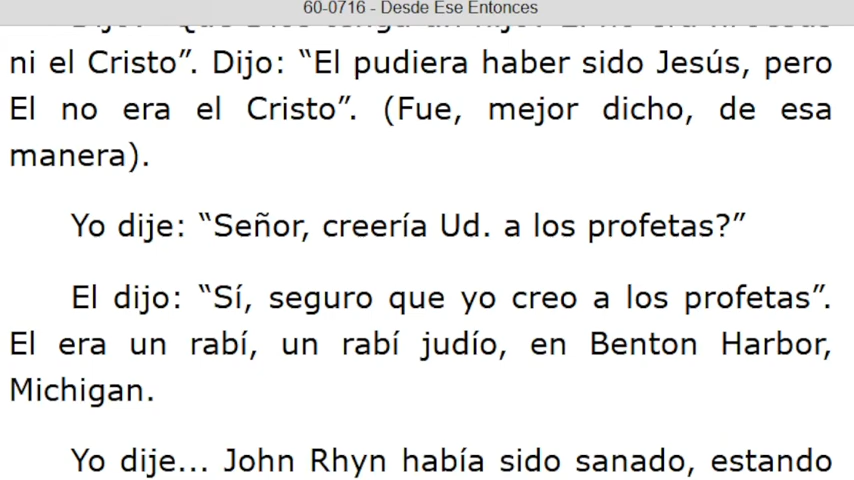 60-0716 - Desde Ese Entonces
ni el Cristo”. Dijo: “El pudiera haber sido Jesús, pero
El no era el Cristo”. (Fue, mejor dicho, de esa
manera).
Yo dije: “Señor, creería Ud. a los profetas?”
El dijo: “Sí, seguro que yo creo a los profetas”.
El era un rabí, un rabí judío, en Benton Harbor,
Michigan.
Yo dije... John Rhyn había sido sanado, estando